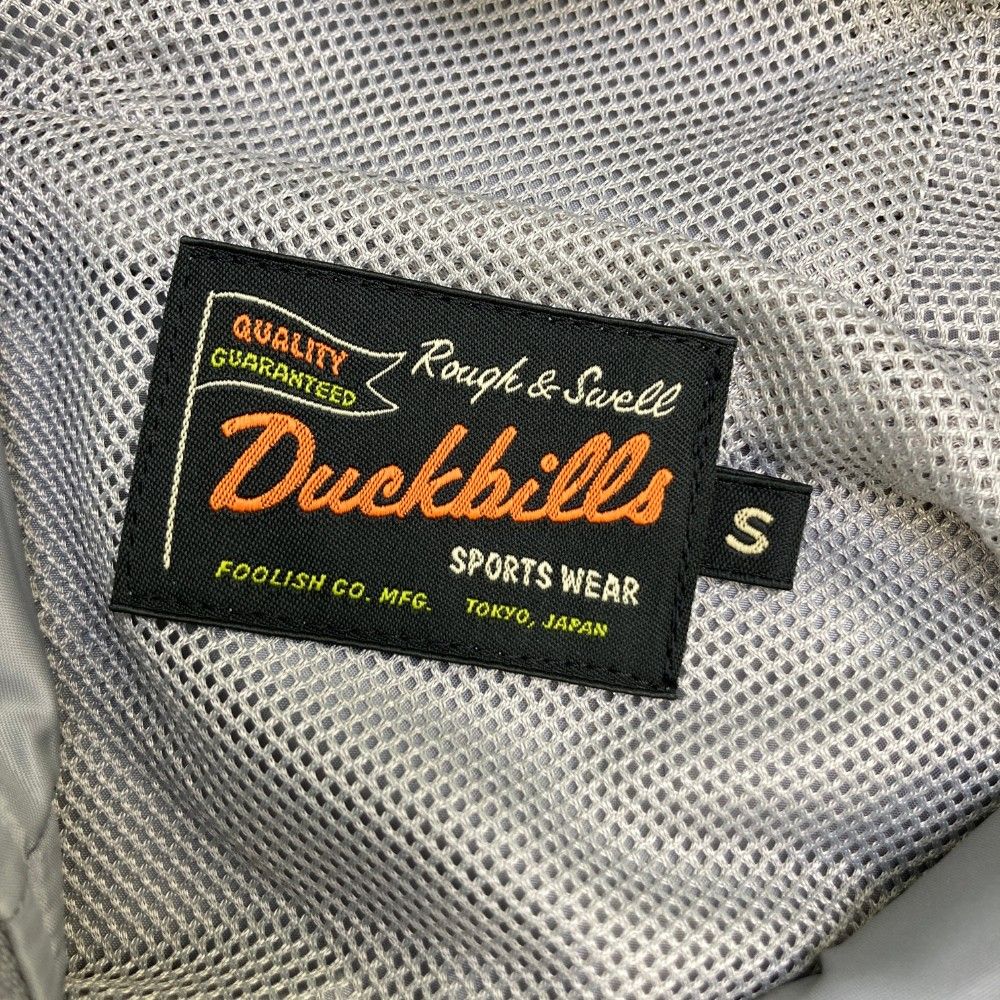 QUALITY
GUARANTEED
Rough & Swell
Duckbills
SPORTS WEAR
FOOLISH CO. MFG. TOKYO, JAPAN
S